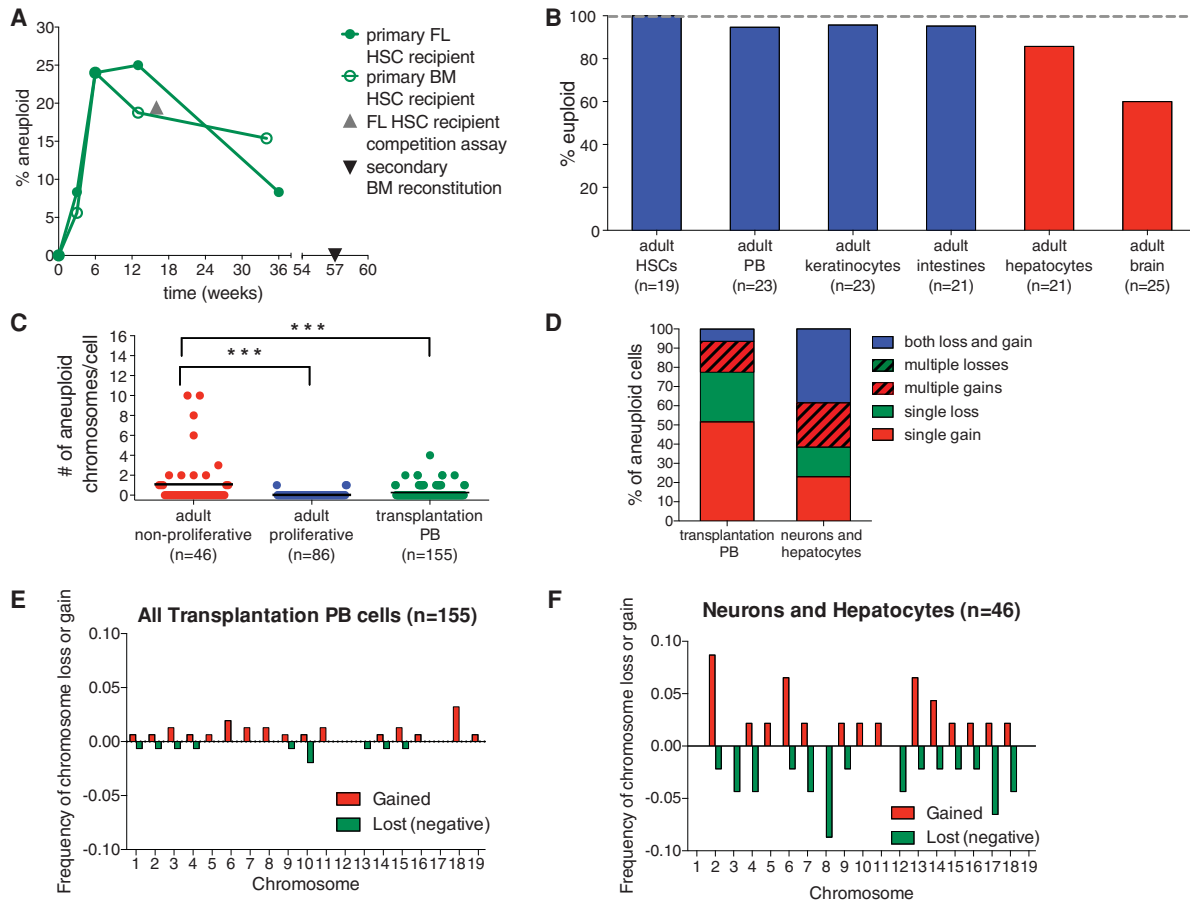 A
% aneuploid
30
25
20
15
10
5
0
0 6 12 18 24 30 36 54 57 60
time (weeks)
primary FL
HSC recipient
primary BM
HSC recipient
FL HSC recipient
competition assay
secondary
BM reconstitution
B
% euploid
100
80
60
40
20
0
adult
HSCs
(n=19)
adult
PB
(n=23)
adult
keratinocytes
(n=23)
adult
intestines
(n=21)
adult
hepatocytes
(n=21)
adult
brain
(n=25)
C
# of aneuploid
chromosomes/cell
16
14
12
10
8
6
4
2
0
* * *
* * *
adult
non-proliferative
(n=46)
adult
proliferative
(n=86)
transplantation
PB
(n=155)
D
% of aneuploid cells
100
90
80
70
60
50
40
30
20
10
0
transplantation
PB
neurons and
hepatocytes
both loss and gain
multiple losses
multiple gains
single loss
single gain
E
All Transplantation PB cells (n=155)
Frequency of chromosome loss or gain
0.10
0.05
0.00
-0.05
-0.10
Gained
Lost (negative)
1 2 3 4 5 6 7 8 9 10 11 12 13 14 15 16 17 18 19
Chromosome
F
Neurons and Hepatocytes (n=46)
Frequency of chromosome loss or gain
0.10
0.05
0.00
-0.05
-0.10
Gained
Lost (negative)
1 2 3 4 5 6 7 8 9 10 11 12 13 14 15 16 17 18 19
Chromosome